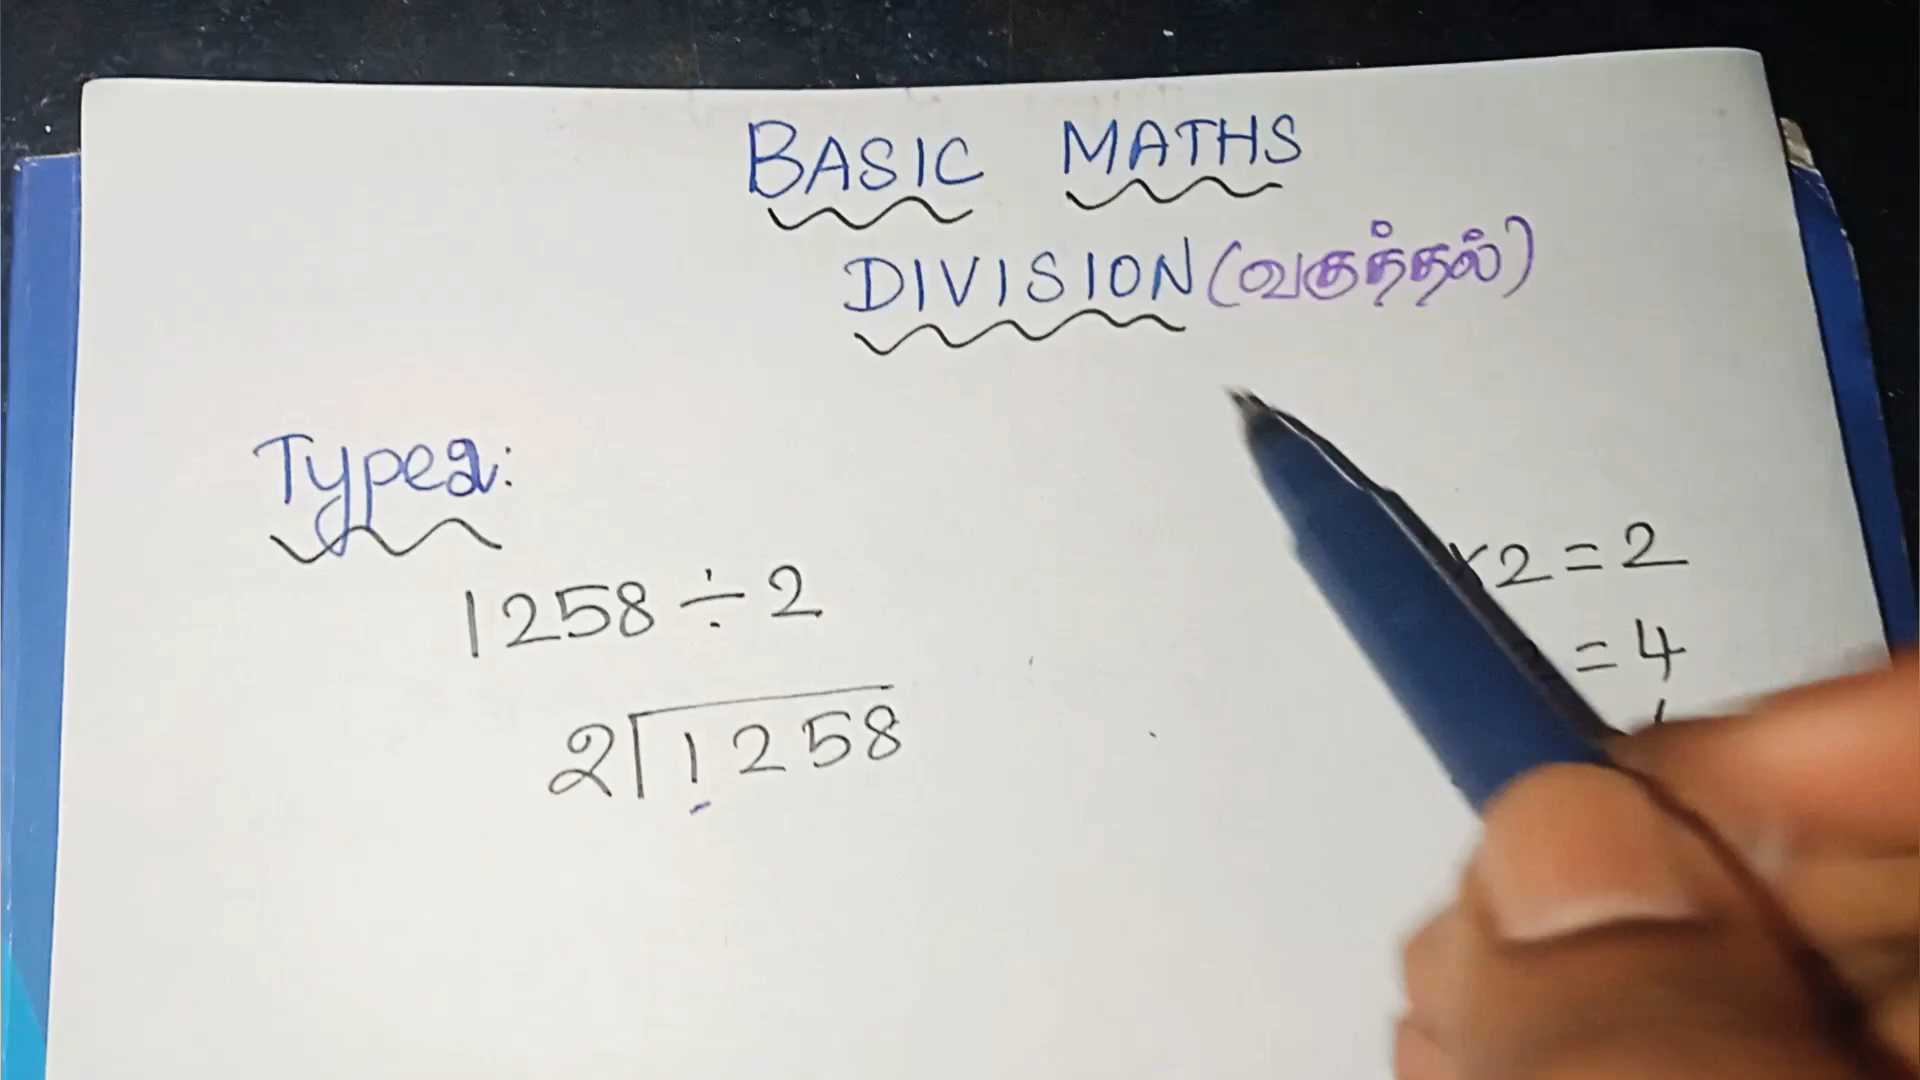 BASIC MATHS
DIVISION (வகுத்தல்)
Type2:
1258 ÷ 2
2 1258
×2 = 2
= 4